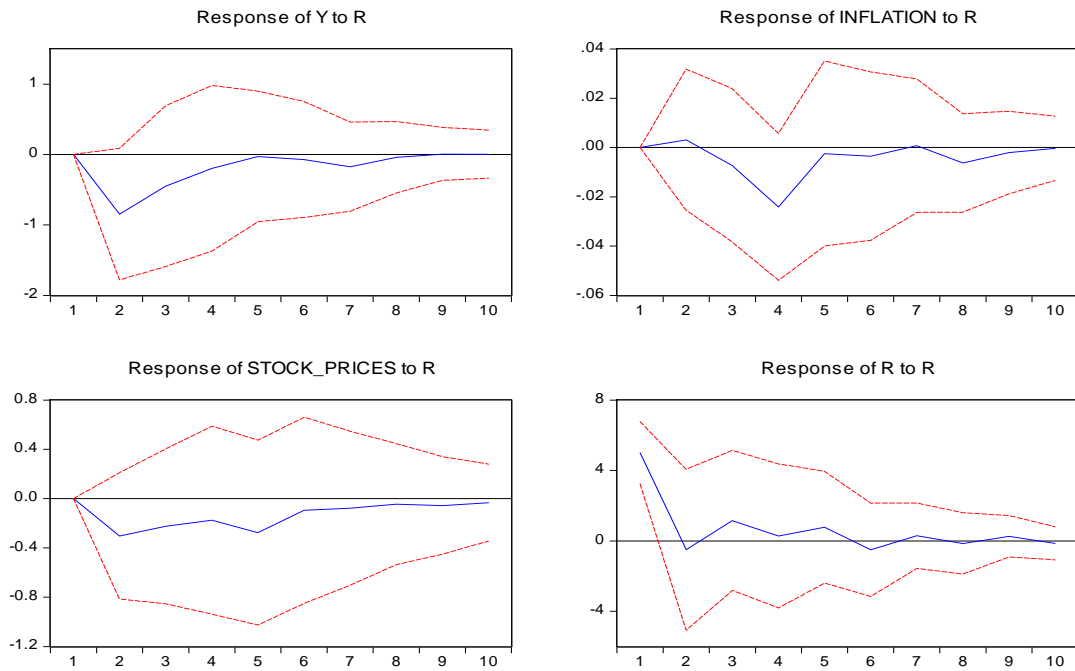 Response of Y to R
1
0
-1
-2
1 2 3 4 5 6 7 8 9 10
Response of INFLATION to R
.04
.02
.00
-.02
-.04
-.06
1 2 3 4 5 6 7 8 9 10
Response of STOCK_PRICES to R
0.8
0.4
0.0
-0.4
-0.8
-1.2
1 2 3 4 5 6 7 8 9 10
Response of R to R
8
4
0
-4
1 2 3 4 5 6 7 8 9 10